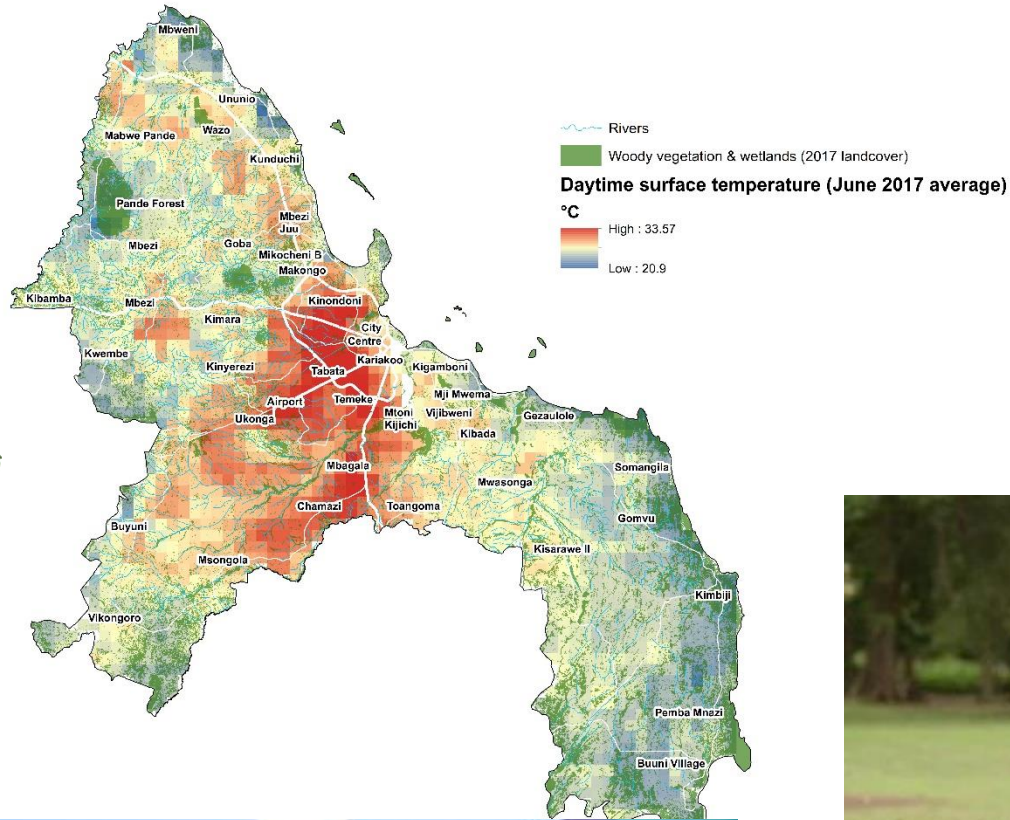 Mbweni
Ununio
Wazo
Mabwe Pande
Kunduchi
Pande Forest
Mbezi
Juu
Mbezi
Goba
Mikocheni B
Makongo
Kibamba
Mbezi
Kinondoni
Kimara
City
Centre
Kwembe
Kariakoo
Kinyerezi
Tabata
Kigamboni
Airport
Temeke
Mji Mwema
Ukonga
Mtoni
Kijichi
Vijibweni
Gezaulole
Kibada
Mbagala
Somangila
Mwasonga
Chamazi
Toangoma
Gomvu
Buyuni
Kisarawe II
Msongola
Kimbiji
Vikongoro
Pemba Mnazi
Buuni Village
Rivers
Woody vegetation & wetlands (2017 landcover)
Daytime surface temperature (June 2017 average)
°C
High : 33.57
Low : 20.9